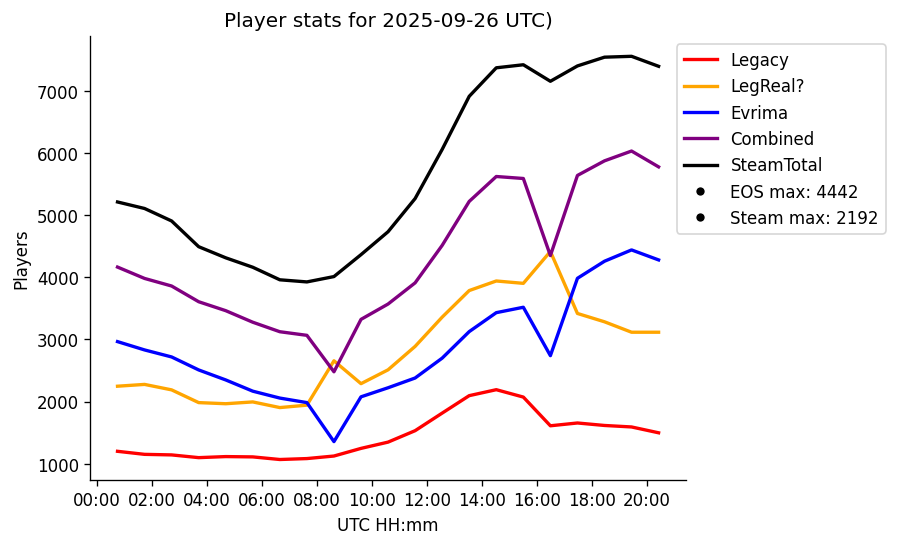 Player stats for 2025-09-26 UTC)
Legacy
LegReal?
Evrima
Combined
SteamTotal
EOS max: 4442
Steam max: 2192
Players
7000
6000
5000
4000
3000
2000
1000
00:00 02:00 04:00 06:00 08:00 10:00 12:00 14:00 16:00 18:00 20:00
UTC HH:mm